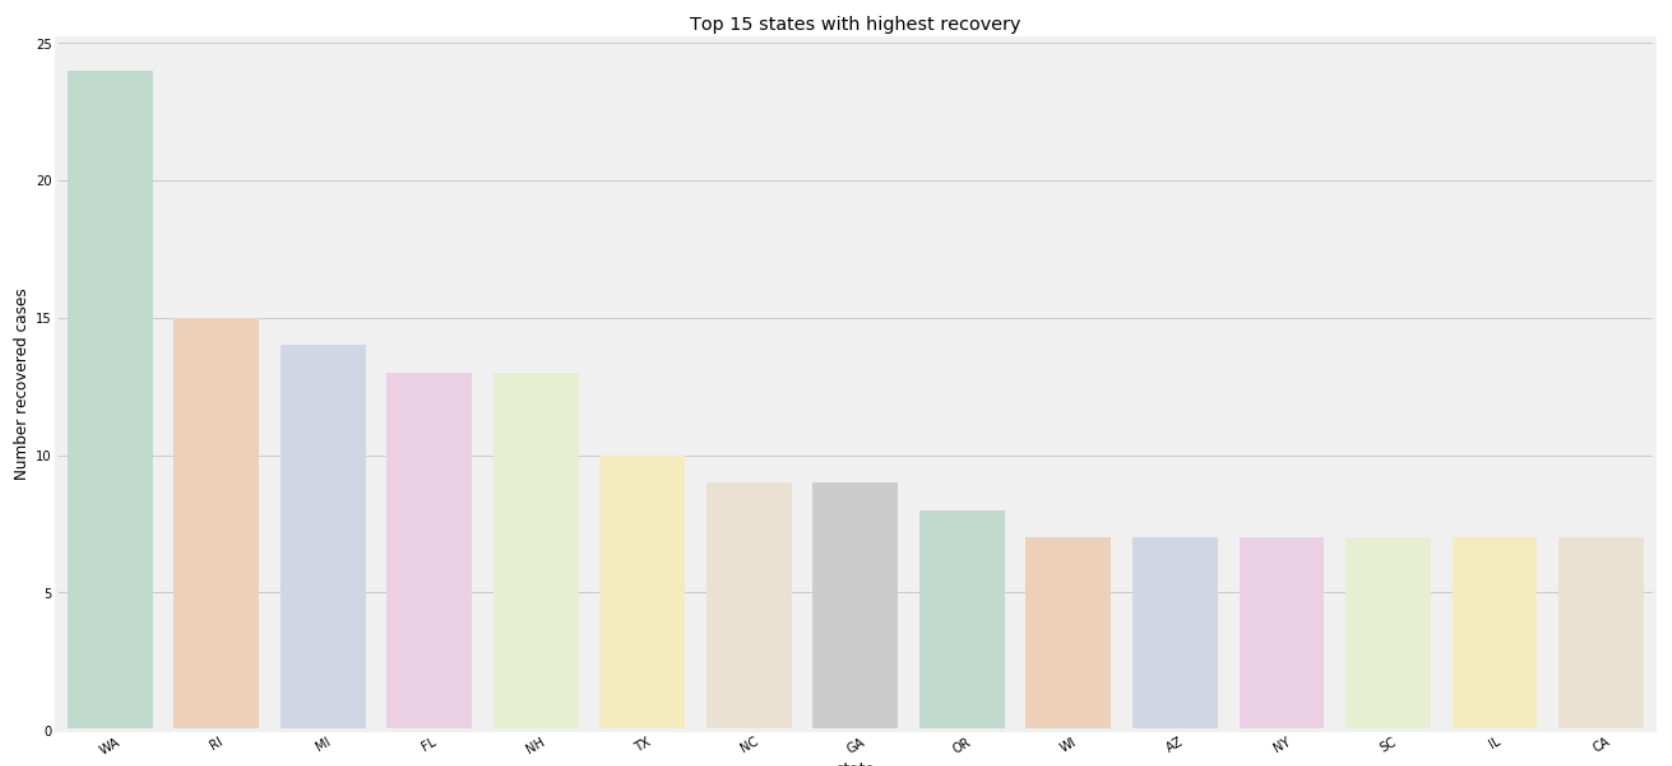 Top 15 states with highest recovery
Number recovered cases
25
20
15
10
5
0
WA RI MI FL NH TX NC GA OR WI AZ NY SC IL CA